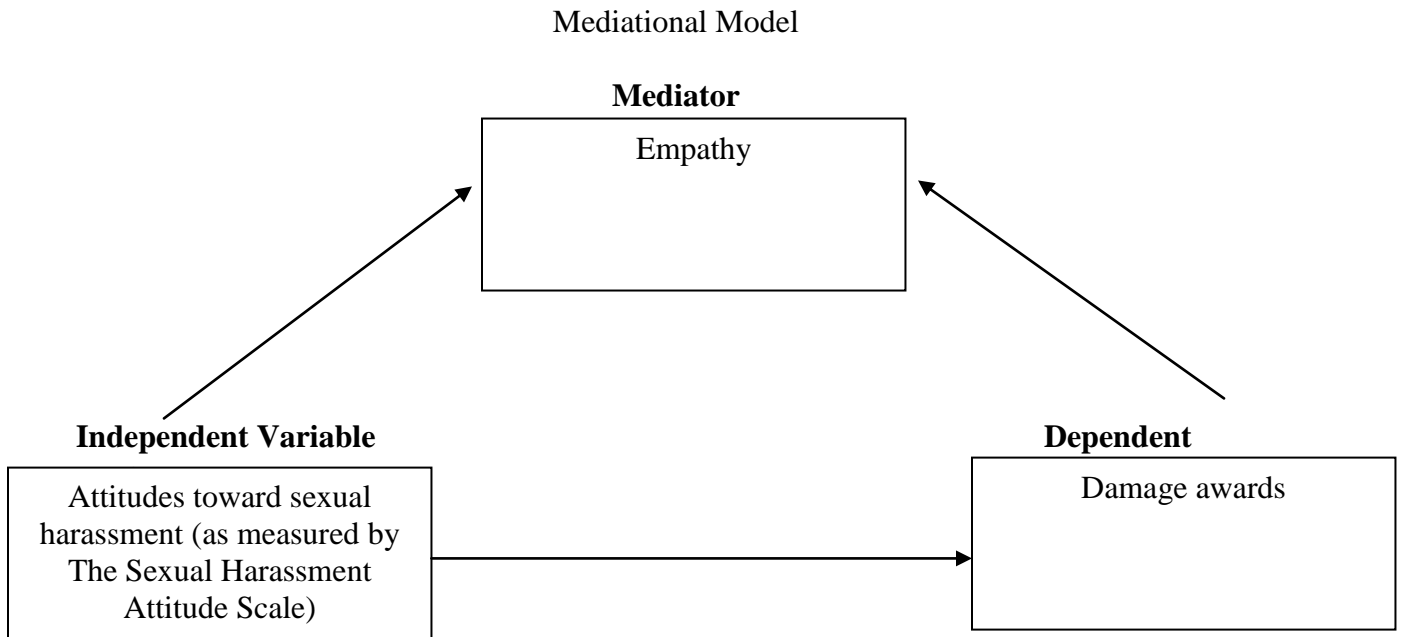 Mediational Model
Mediator
Empathy
Independent Variable
Attitudes toward sexual
harassment (as measured by
The Sexual Harassment
Attitude Scale)
Dependent
Damage awards